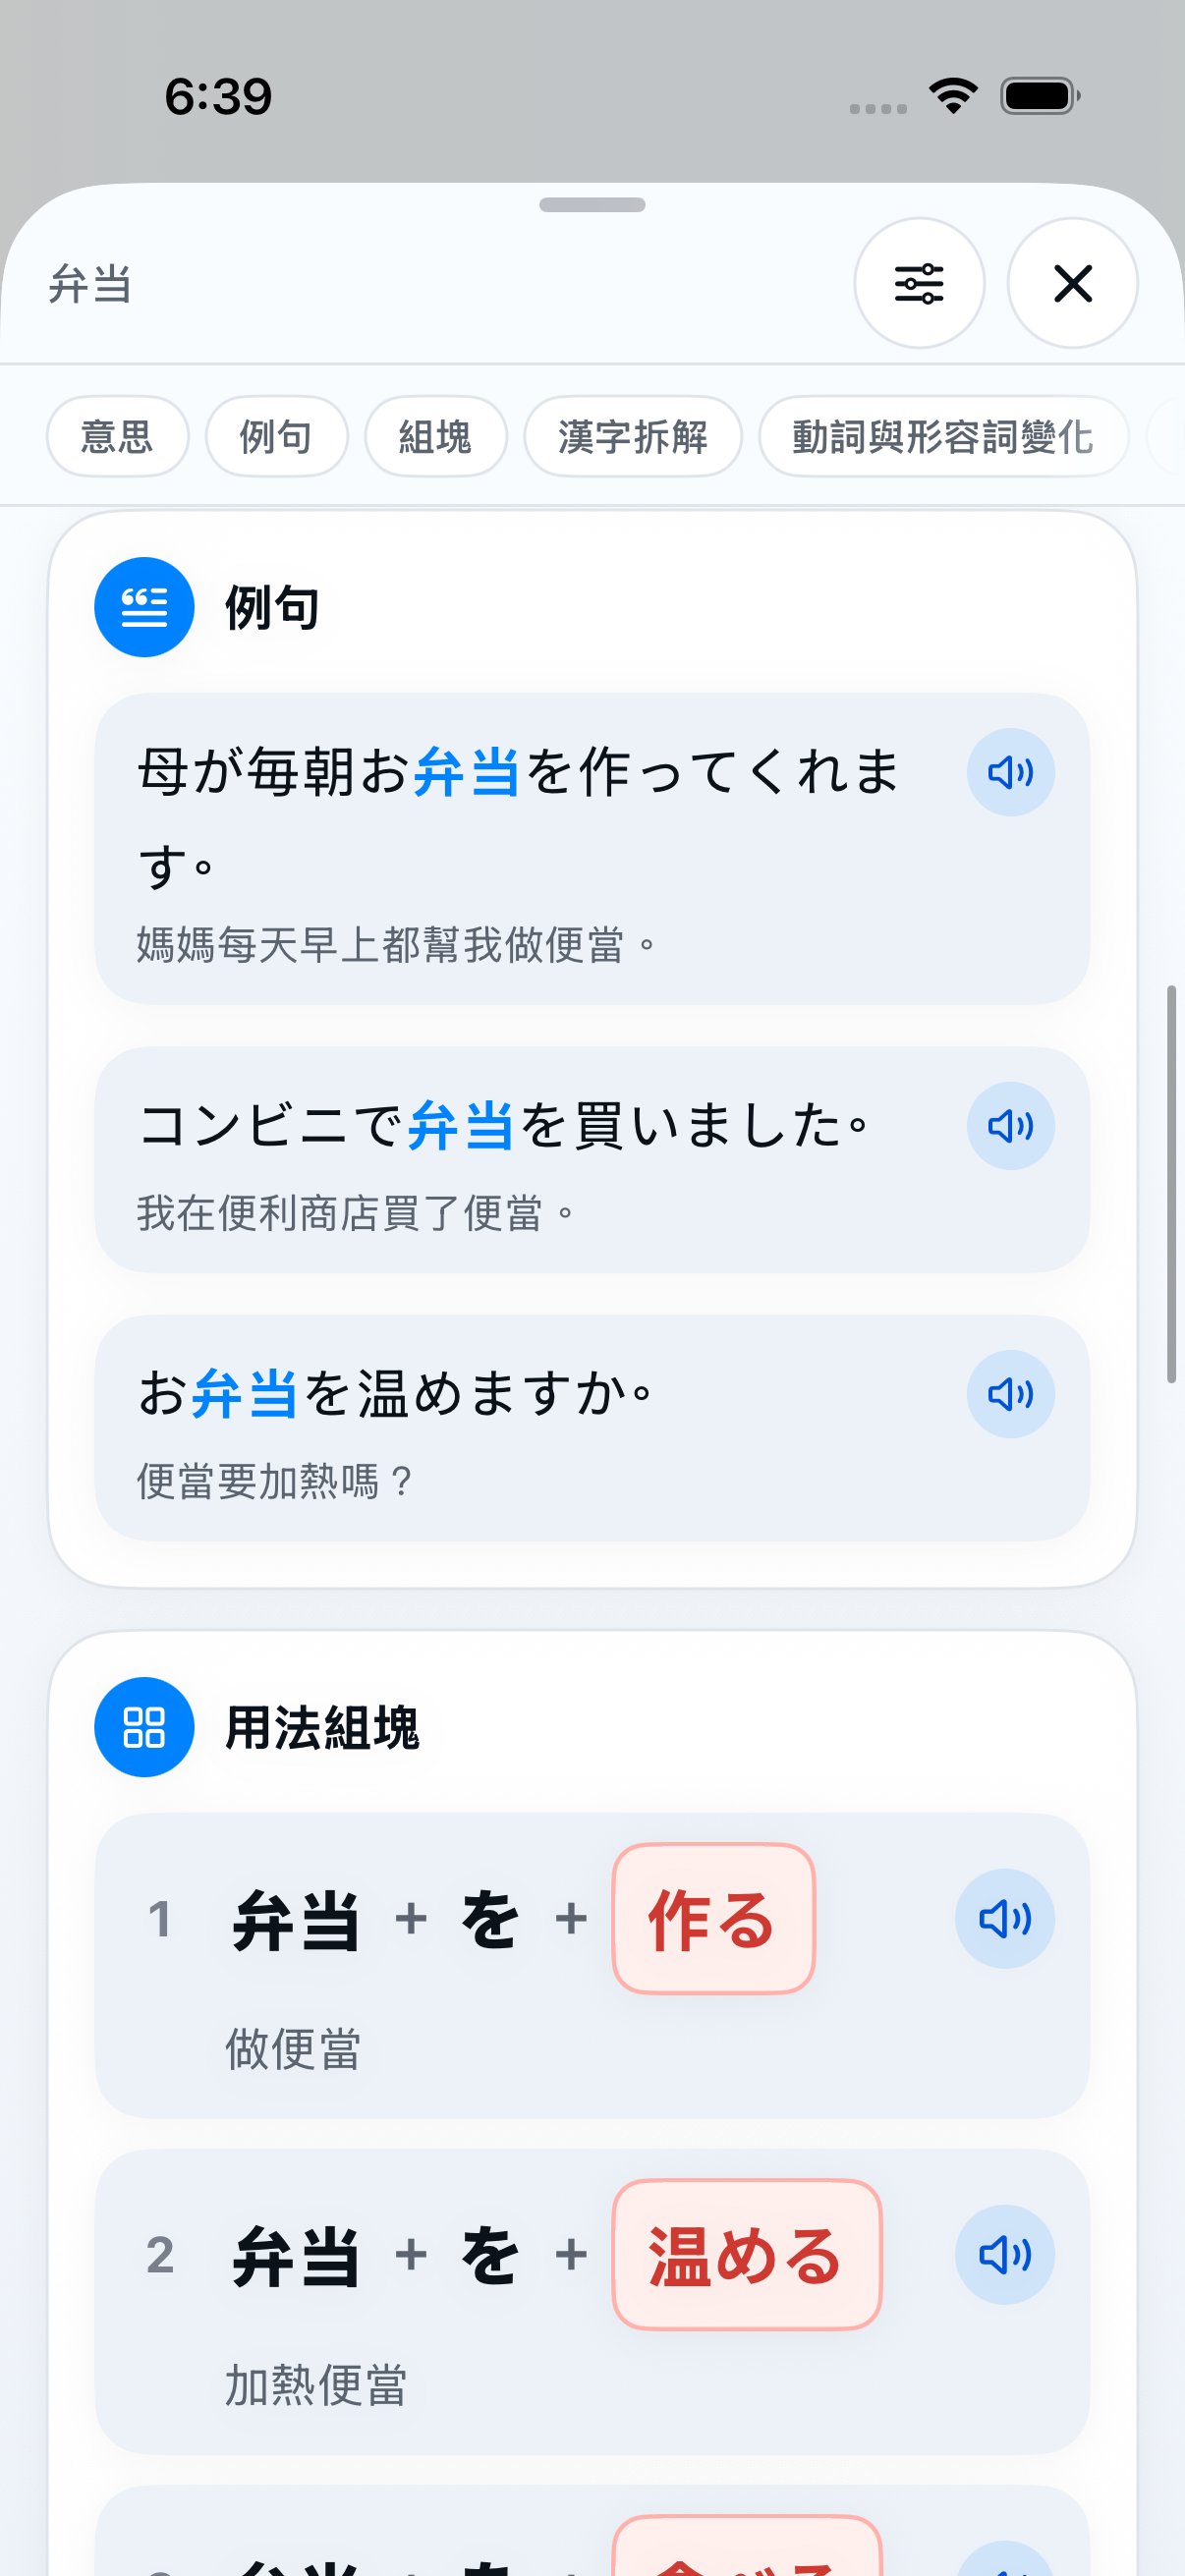 6:39
弁当
意思
例句
組塊
漢字拆解
動詞與形容詞變化
例句
母が毎朝お弁当を作ってくれま
す。
媽媽每天早上都幫我做便當。
コンビニで弁当を買いました。
我在便利商店買了便當。
お弁当を温めますか。
便當要加熱嗎？
用法組塊
1 弁当 + を + 作る
做便當
2 弁当 + を + 温める
加熱便當